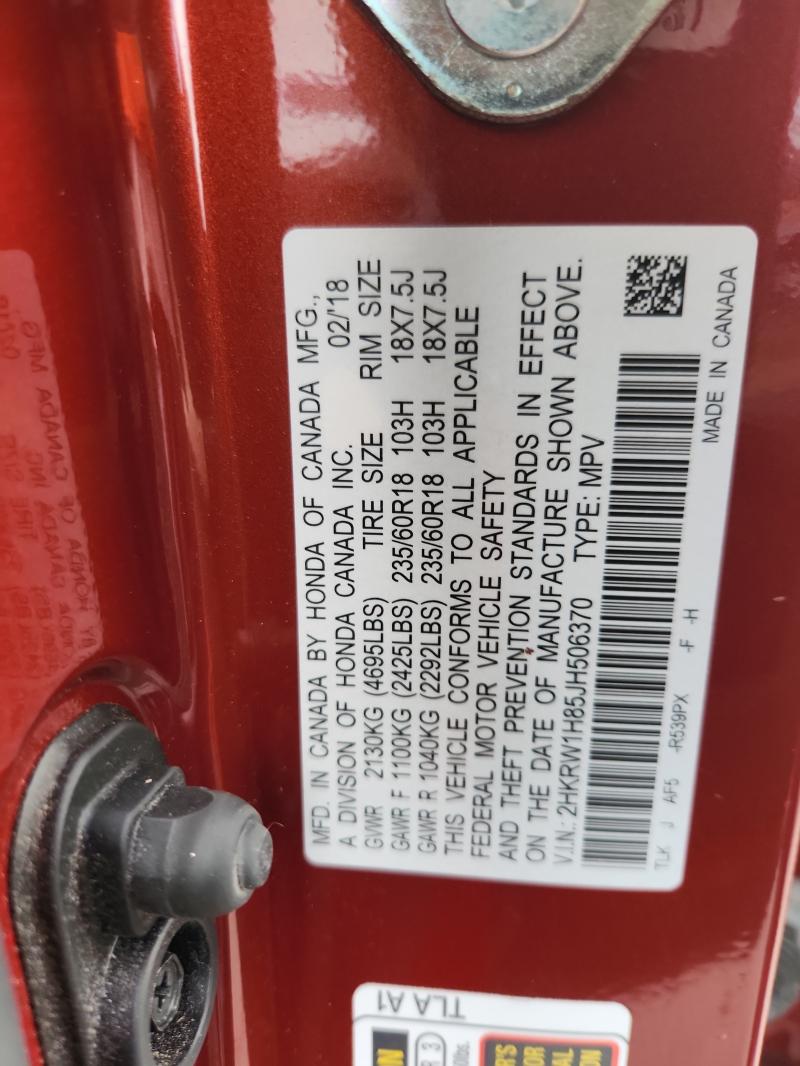 MFD. IN CANADA BY HONDA OF CANADA MFG.,
A DIVISION OF HONDA CANADA INC. 02/'18
GVWR 2130KG (4695LBS) TIRE SIZE RIM SIZE
GAWR F 1100KG (2425LBS) 235/60R18 103H 18X7.5J
GAWR R 1040KG (2292LBS) 235/60R18 103H 18X7.5J
THIS VEHICLE CONFORMS TO ALL APPLICABLE
FEDERAL MOTOR VEHICLE SAFETY
AND THEFT PREVENTION STANDARDS IN EFFECT
ON THE DATE OF MANUFACTURE SHOWN ABOVE.
V.I.N.: 2HKRW1H85JH506370 TYPE: MPV
TLK J AF5 -R539PX -F -H MADE IN CANADA
TLA A1
R 3